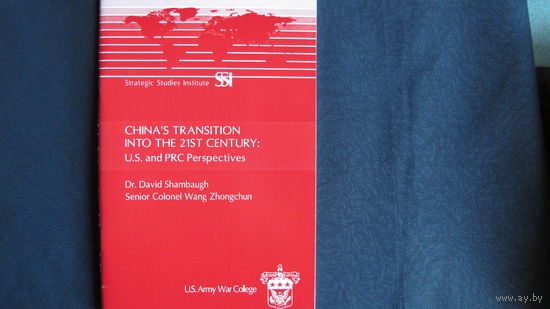 Strategic Studies Institute SSI
CHINA'S TRANSITION
INTO THE 21ST CENTURY:
U.S. and PRC Perspectives
Dr. David Shambaugh
Senior Colonel Wang Zhongchun
U.S. Army War College
www.ay.by